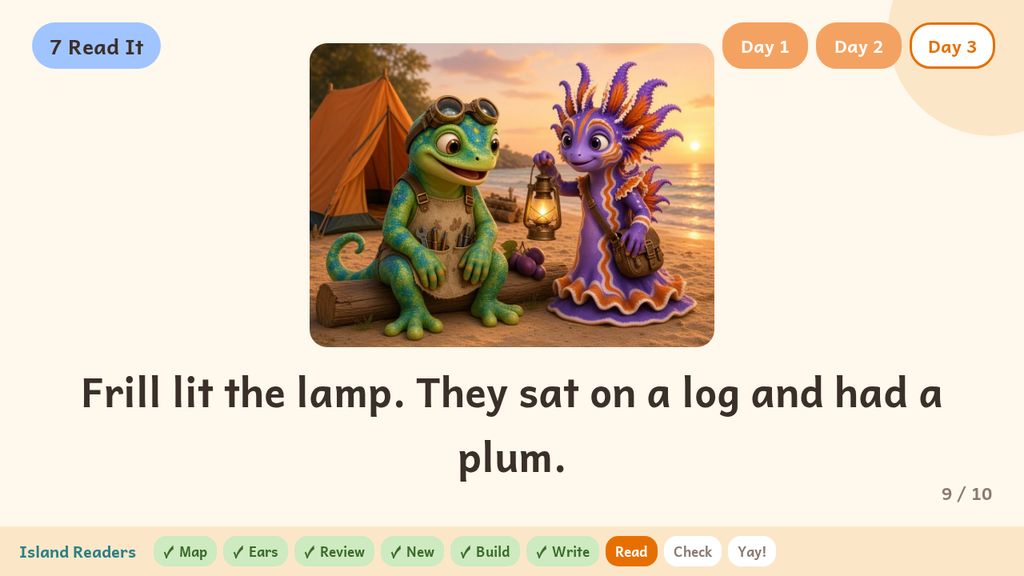 7 Read It
Day 1
Day 2
Day 3
Frill lit the lamp. They sat on a log and had a
plum.
9 / 10
Island Readers
✓ Map
✓ Ears
✓ Review
✓ New
✓ Build
✓ Write
Read
Check
Yay!